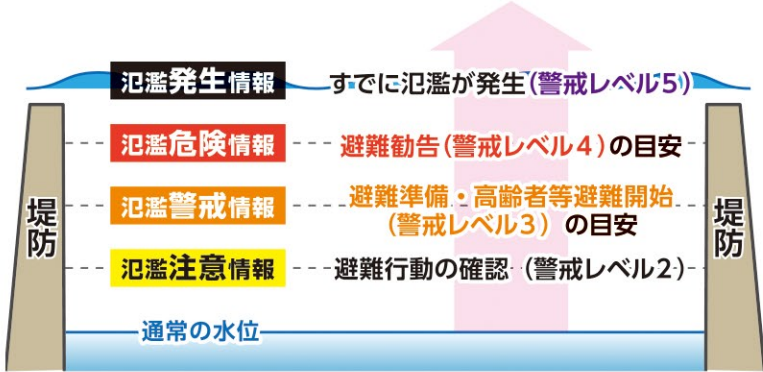 氾濫発生情報 すでに氾濫が発生(警戒レベル5)
氾濫危険情報 避難勧告(警戒レベル4)の目安
氾濫警戒情報 避難準備・高齢者等避難開始
(警戒レベル3) の目安
堤防
堤防
氾濫注意情報 避難行動の確認 (警戒レベル2)
通常の水位